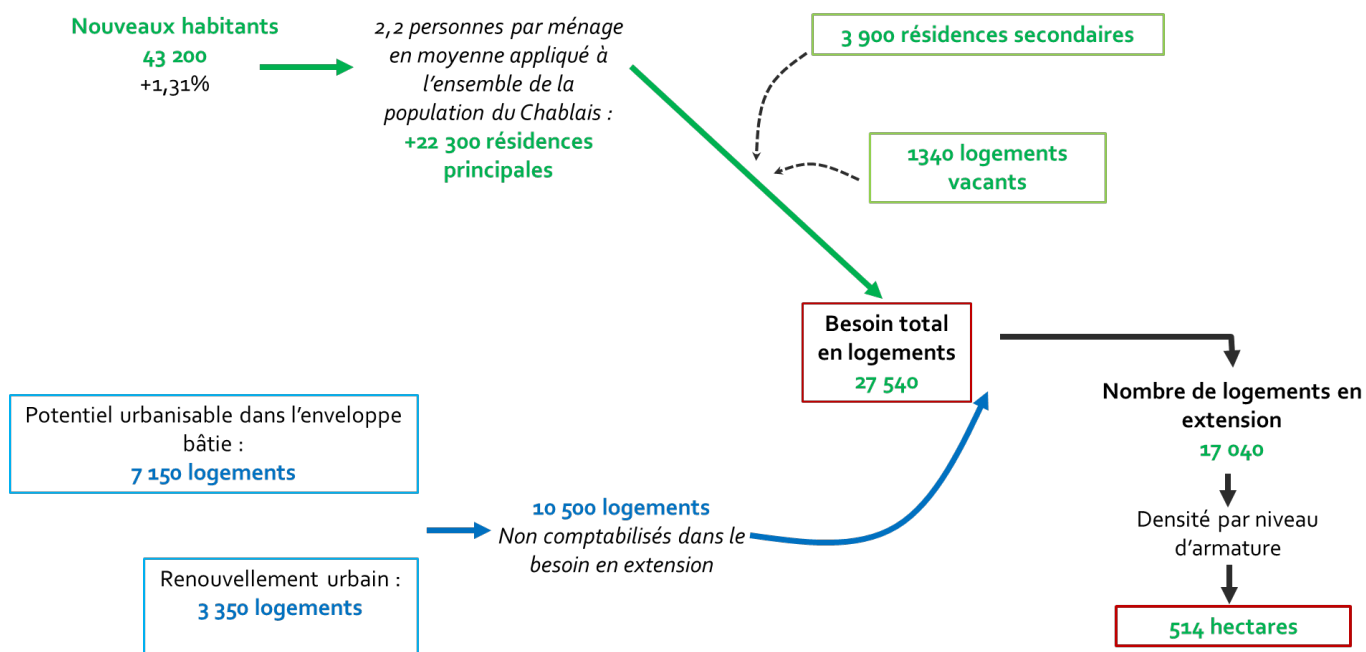 Nouveaux habitants
43 200
+1,31%
2,2 personnes par ménage
en moyenne appliqué à
l’ensemble de la
population du Chablais :
+22 300 résidences
principales
3 900 résidences secondaires
1340 logements
vacants
Besoin total
en logements
27 540
Potentiel urbanisable dans l’enveloppe
bâtie :
7 150 logements
Renouvellement urbain :
3 350 logements
10 500 logements
Non comptabilisés dans le
besoin en extension
Nombre de logements en
extension
17 040
Densité par niveau
d’armature
514 hectares